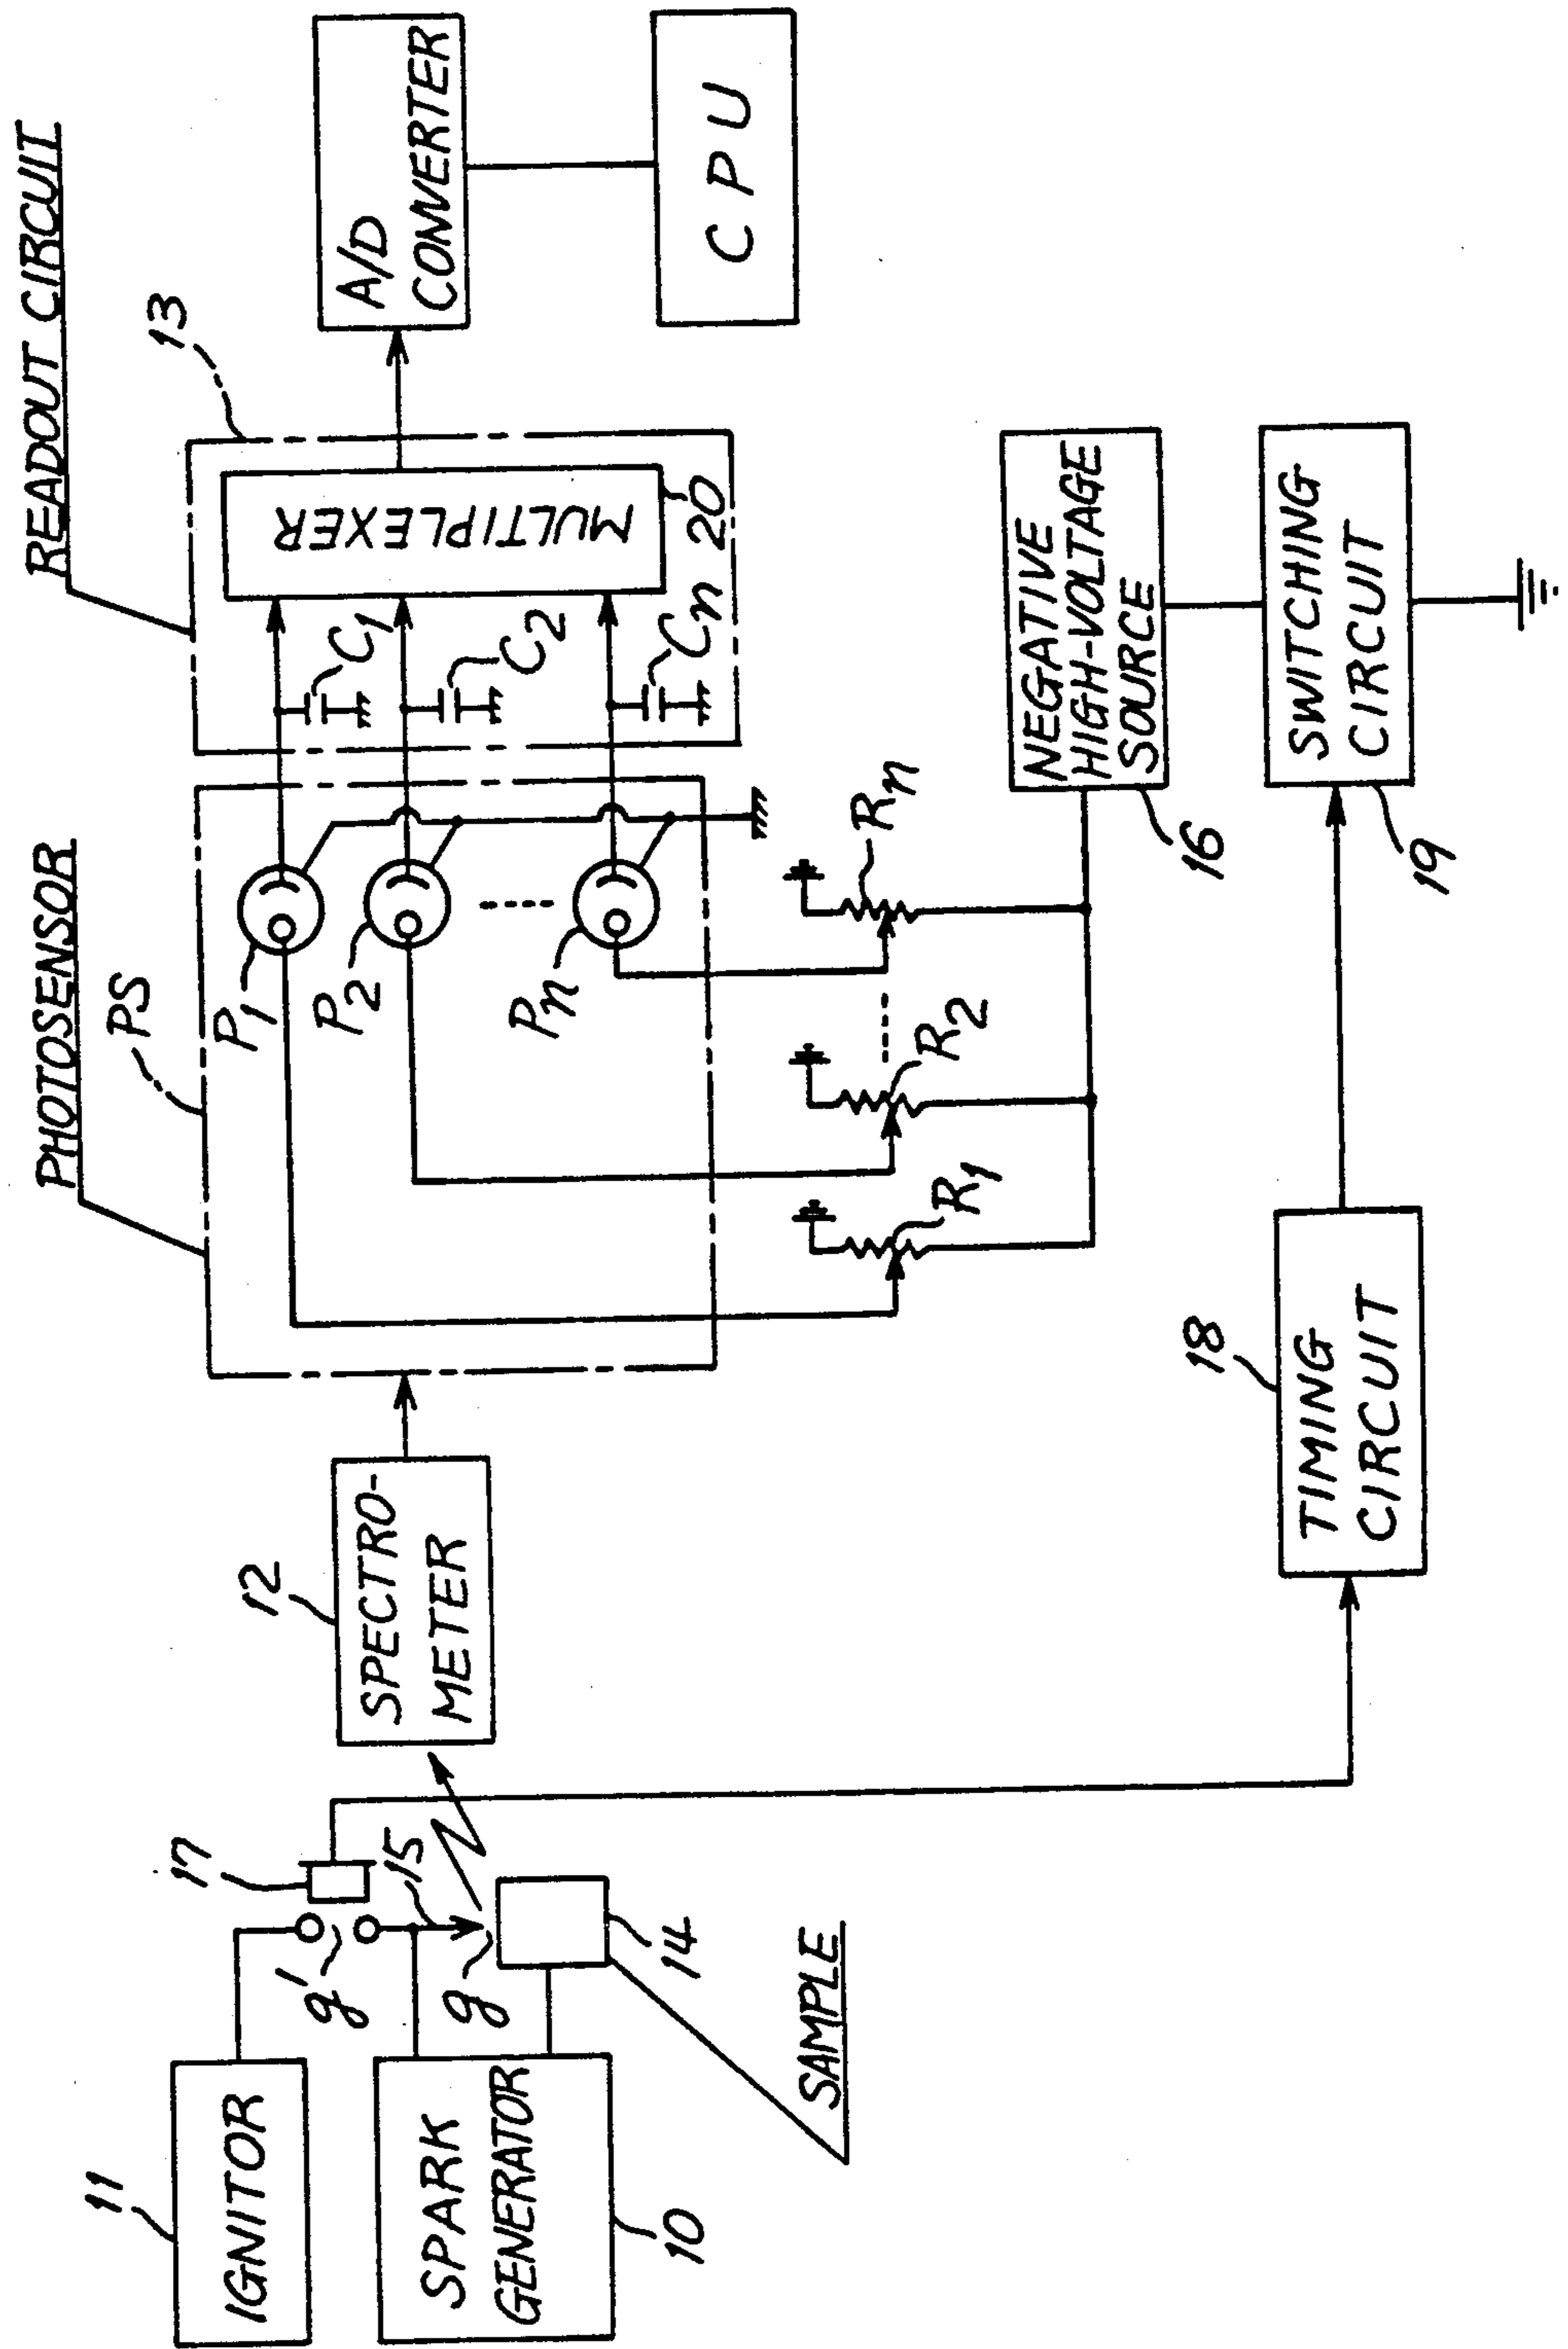 READOUT CIRCUIT
13
A/D
CONVERTER
CPU
MULTIPLEXER
20
C1
C2
Cn
PHOTOSENSOR
PS
P1
P2
Pn
R1
R2
Rn
NEGATIVE
HIGH-VOLTAGE
SOURCE
16
SWITCHING
CIRCUIT
19
TIMING
CIRCUIT
18
12
SPECTRO-
METER
17
15
g'
g
14
SAMPLE
11
IGNITOR
SPARK
GENERATOR
10